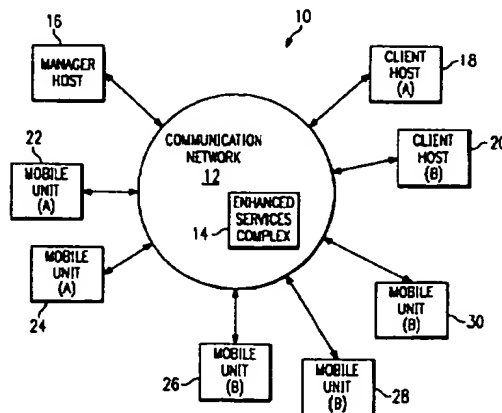 10
16
MANAGER
HOST
CLIENT
HOST
(A)
18
COMMUNICATION
NETWORK
12
CLIENT
HOST
(B)
20
22
MOBILE
UNIT
(A)
14
ENHANCED
SERVICES
COMPLEX
MOBILE
UNIT
(A)
24
MOBILE
UNIT
(B)
30
26
MOBILE
UNIT
(B)
MOBILE
UNIT
(B)
28